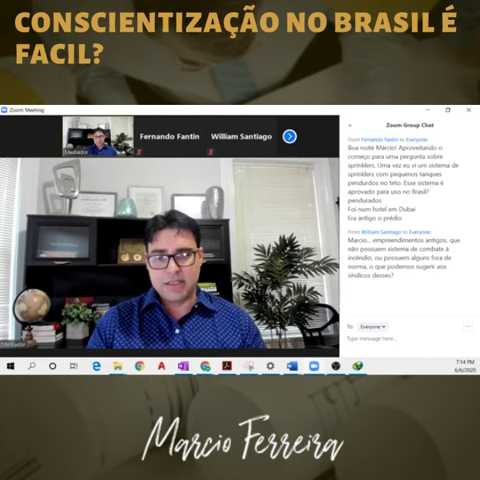 CONSCIENTIZAÇÃO NO BRASIL É
FACIL?
Zoom Meeting
Mediador
Fernando Fantin
William Santiago
Zoom Group Chat
From Fernando Fantin to Everyone:
Boa noite Márcio! Aproveitando o
começo para uma pergunta sobre
sprinklers. Uma vez eu vi um sistema de
sprinklers com pequenos tanques
pendurdos no teto. Esse sistema é
aprovado para uso no Brasil?
pendurados
Foi num hotel em Dubai
Era antigo o prédio
From William Santiago to Everyone:
Marcio... empreendimentos antigos, que
não possuem sistema de combate à
incêndio, ou possuem alguns fora de
norma, o que podemos sugerir aos
síndicos desses?
Mediador
To: Everyone
Type message here...
7:14 PM
6/6/2020
Marcio Ferreira